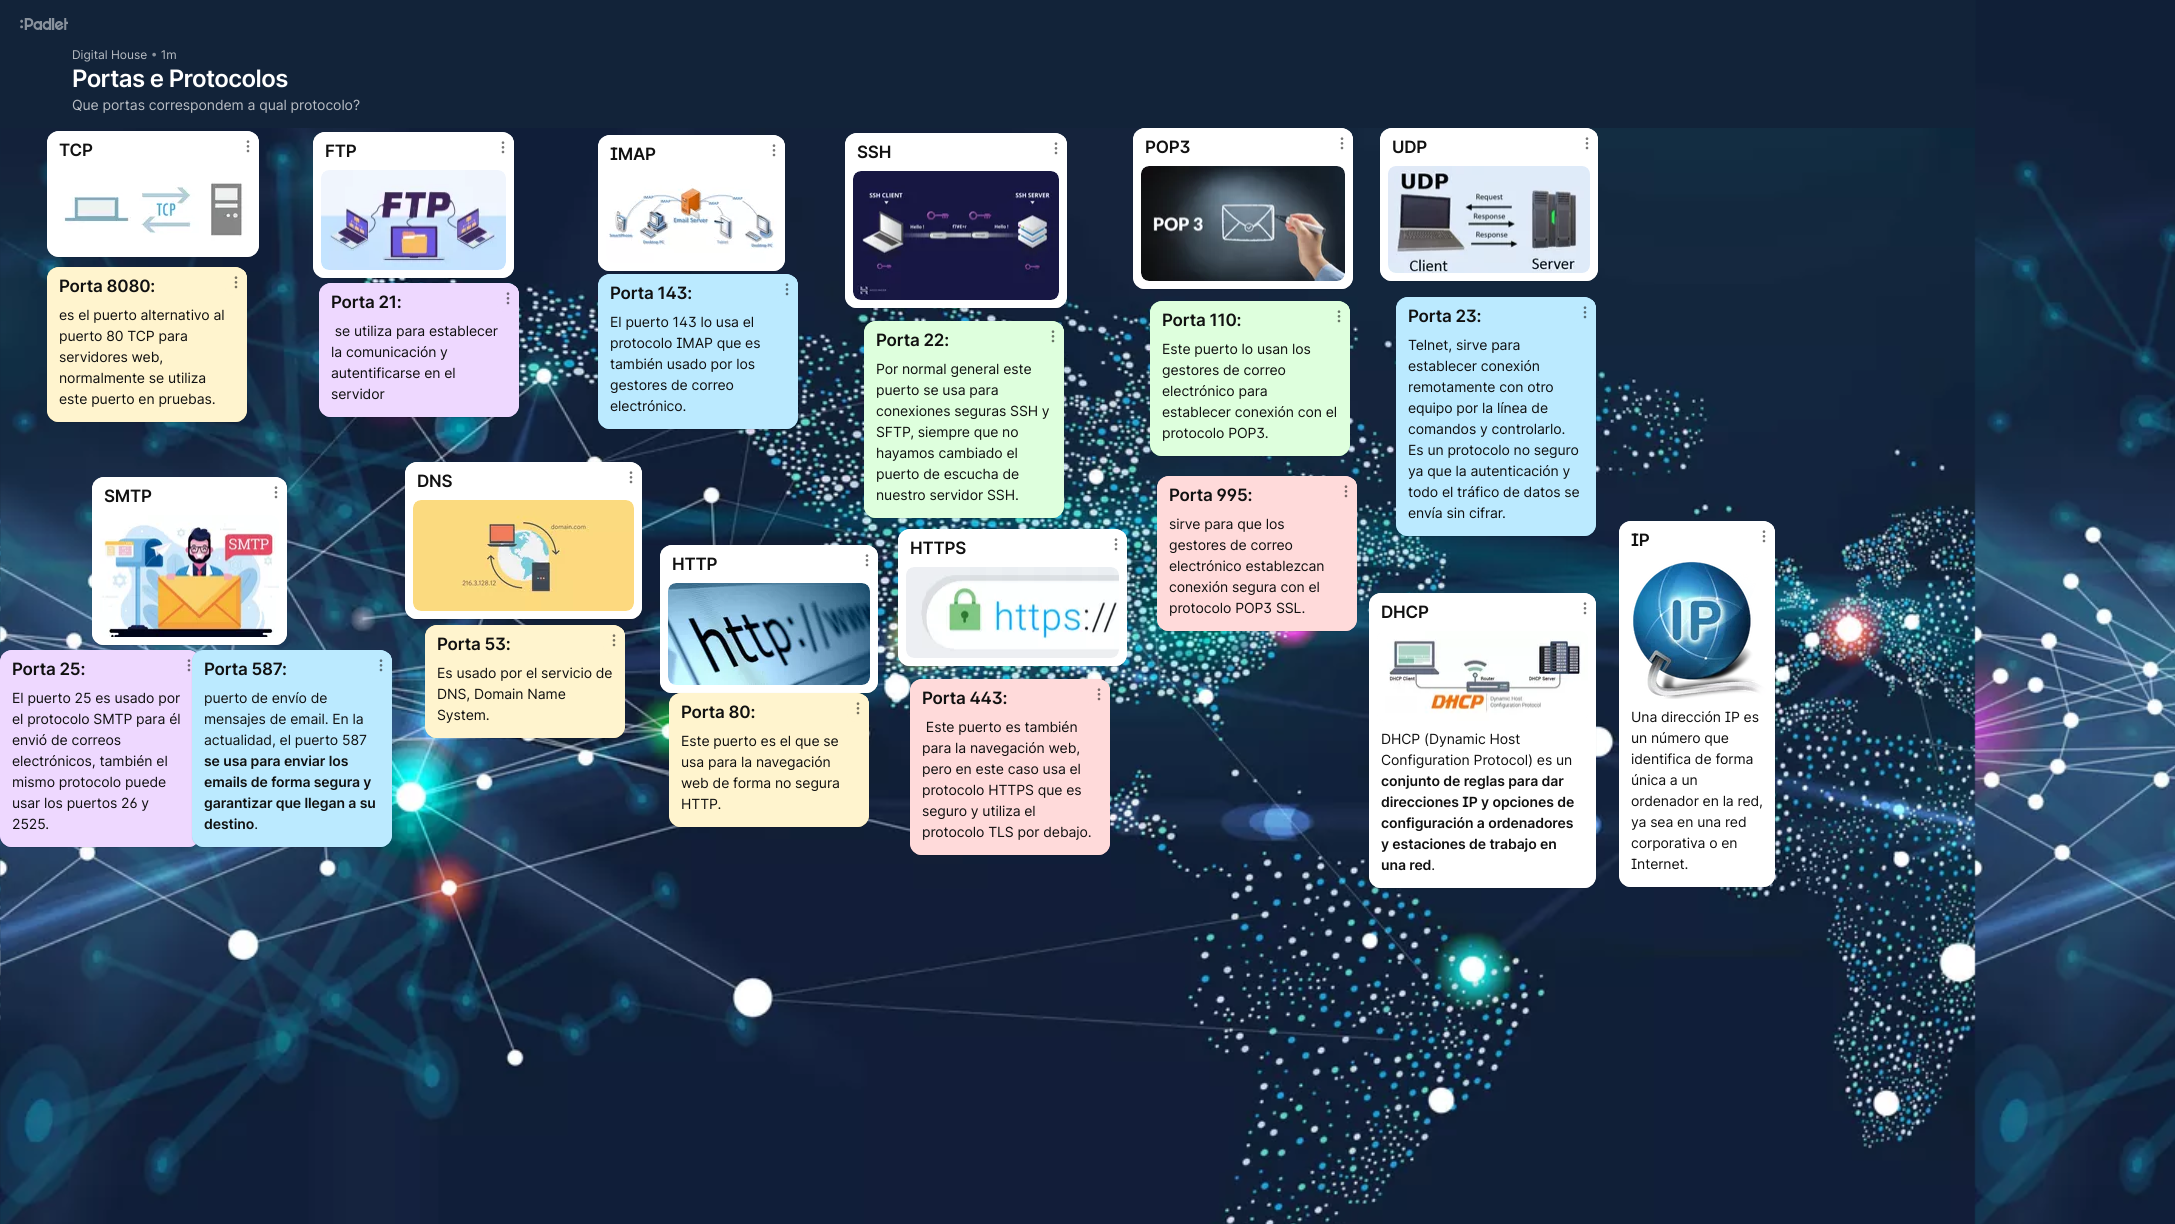 :Padlet
Digital House • 1m
Portas e Protocolos
Que portas correspondem a qual protocolo?
TCP
TCP
Porta 8080:
es el puerto alternativo al
puerto 80 TCP para
servidores web,
normalmente se utiliza
este puerto en pruebas.
FTP
FTP
Porta 21:
se utiliza para establecer
la comunicación y
autentificarse en el
servidor
IMAP
Email Server
Desktop PC
Desktop PC
Porta 143:
El puerto 143 lo usa el
protocolo IMAP que es
también usado por los
gestores de correo
electrónico.
SSH
SSH CLIENT
SSH SERVER
Hello !
Hello !
Porta 22:
Por normal general este
puerto se usa para
conexiones seguras SSH y
SFTP, siempre que no
hayamos cambiado el
puerto de escucha de
nuestro servidor SSH.
POP3
POP 3
Porta 110:
Este puerto lo usan los
gestores de correo
electrónico para
establecer conexión con el
protocolo POP3.
Porta 995:
sirve para que los
gestores de correo
electrónico establezcan
conexión segura con el
protocolo POP3 SSL.
UDP
UDP
Request
Response
Response
Client
Server
Porta 23:
Telnet, sirve para
establecer conexión
remotamente con otro
equipo por la línea de
comandos y controlarlo.
Es un protocolo no seguro
ya que la autenticación y
todo el tráfico de datos se
envía sin cifrar.
SMTP
SMTP
Porta 25:
El puerto 25 es usado por
el protocolo SMTP para él
envió de correos
electrónicos, también el
mismo protocolo puede
usar los puertos 26 y
2525.
Porta 587:
puerto de envío de
mensajes de email. En la
actualidad, el puerto 587
se usa para enviar los
emails de forma segura y
garantizar que llegan a su
destino.
DNS
domain.com
216.3.128.12
Porta 53:
Es usado por el servicio de
DNS, Domain Name
System.
HTTP
http://www
Porta 80:
Este puerto es el que se
usa para la navegación
web de forma no segura
HTTP.
HTTPS
https://
Porta 443:
Este puerto es también
para la navegación web,
pero en este caso usa el
protocolo HTTPS que es
seguro y utiliza el
protocolo TLS por debajo.
DHCP
DHCP Client
Router
DHCP Server
DHCP
Dynamic Host
Configuration Protocol
DHCP (Dynamic Host
Configuration Protocol) es un
conjunto de reglas para dar
direcciones IP y opciones de
configuración a ordenadores
y estaciones de trabajo en
una red.
IP
IP
Una dirección IP es
un número que
identifica de forma
única a un
ordenador en la red,
ya sea en una red
corporativa o en
Internet.